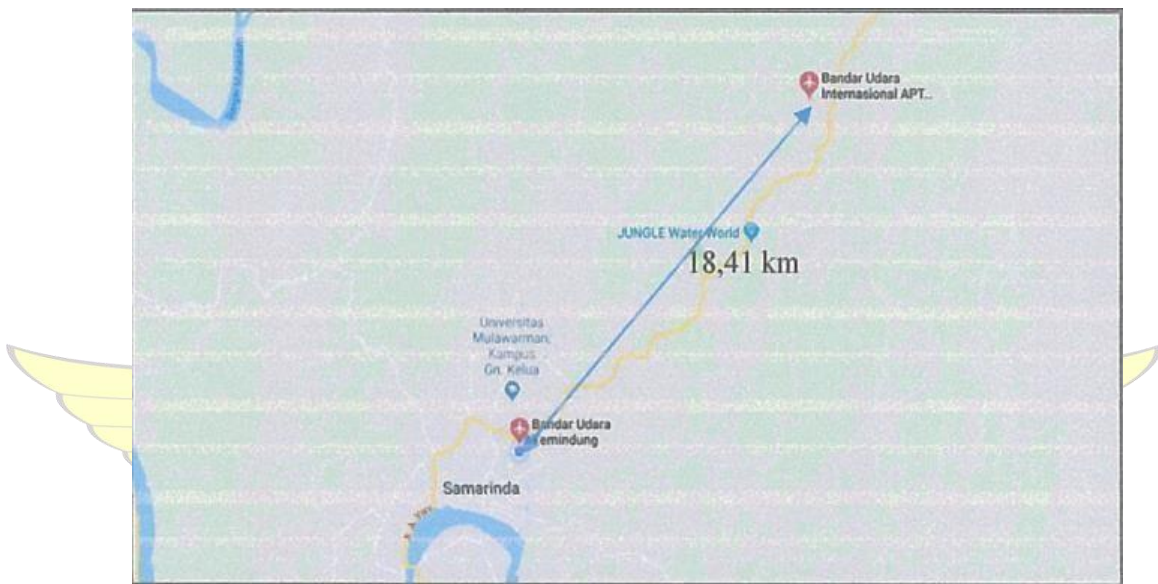 Bandar Udara
Internasional APT...
JUNGLE Water World
18,41 km
Universitas
Mulawarman,
Kampus
Gn. Kelua
Bandar Udara
Temindung
Samarinda